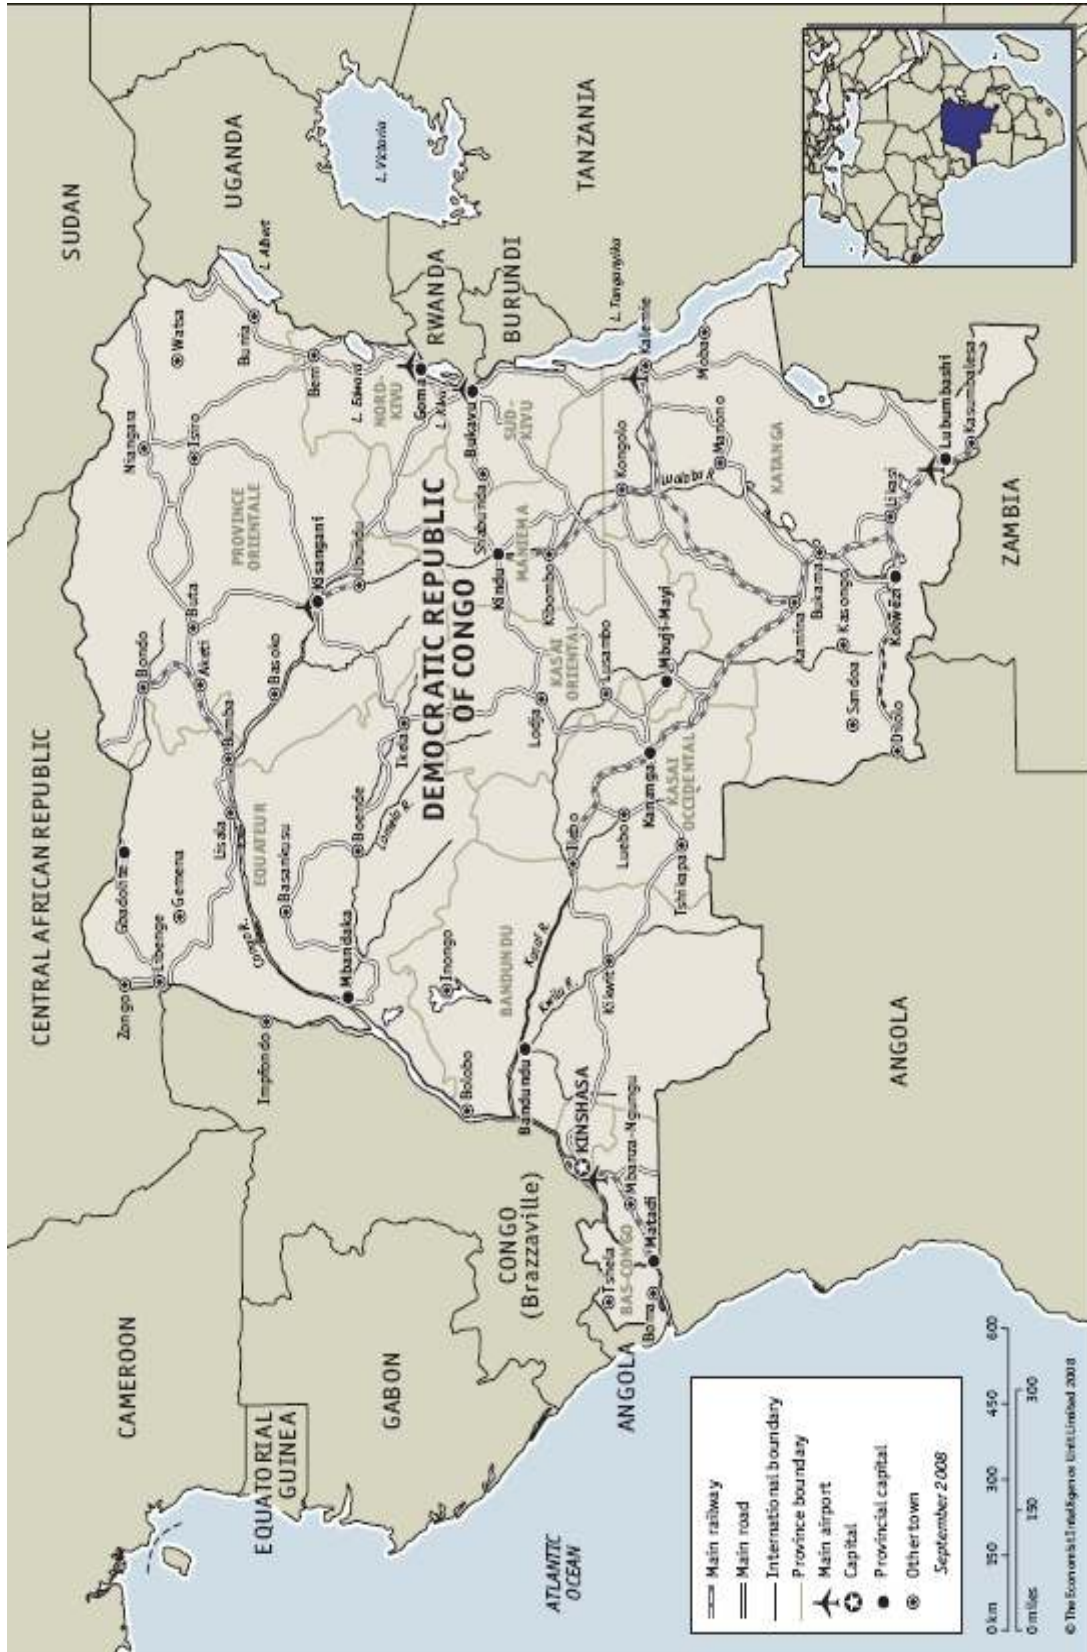 CENTRAL AFRICAN REPUBLIC
SUDAN
CAMEROON
UGANDA
EQUATORIAL
GUINEA
GABON
CONGO
(Brazzaville)
RWANDA
BURUNDI
TANZANIA
ANGOLA
ANGOLA
ZAMBIA
ATLANTIC
OCEAN
DEMOCRATIC REPUBLIC
OF CONGO
L. Victoria
L. Albert
L. Edward
L. Kivu
L. Tanganyika
Congo R.
Lomela R.
Kasai R.
Kwilu R.
EQUATEUR
PROVINCE
ORIENTALE
NORD-
KIVU
SUD-
KIVU
MANIEMA
KATANGA
KASAI
ORIENTAL
KASAI
OCCIDENTAL
BANDUNDU
BAS-CONGO
Zongo
Libenge
Gbadolite
Gemena
Impfondo
Lisala
Bumba
Bondo
Aketi
Buta
Basoko
Niangara
Isiro
Watsa
Bunia
Beni
Kisangani
Ubundu
Goma
Bukavu
Shabunda
Kindu
Kibombo
Basankusu
Boende
Ikela
Mbandaka
Inongo
Bolobo
Bandundu
KINSHASA
Mbanza-Ngungu
Matadi
Tshela
Boma
Kikwit
Ilebo
Luebo
Tshikapa
Kananga
Lodja
Lusambo
Mbuji-Mayi
Kongolo
Kalemie
Moba
Manono
Kamina
Bukama
Kasongo
Sandoa
Dilolo
Kolwezi
Likasi
Lubumbashi
Kasumbalesa
Main railway
Main road
International boundary
Province boundary
Main airport
Capital
Provincial capital
Other town
September 2008
0 km 150 300 450 600
0 miles 150 300
© The Economist Intelligence Unit Limited 2008